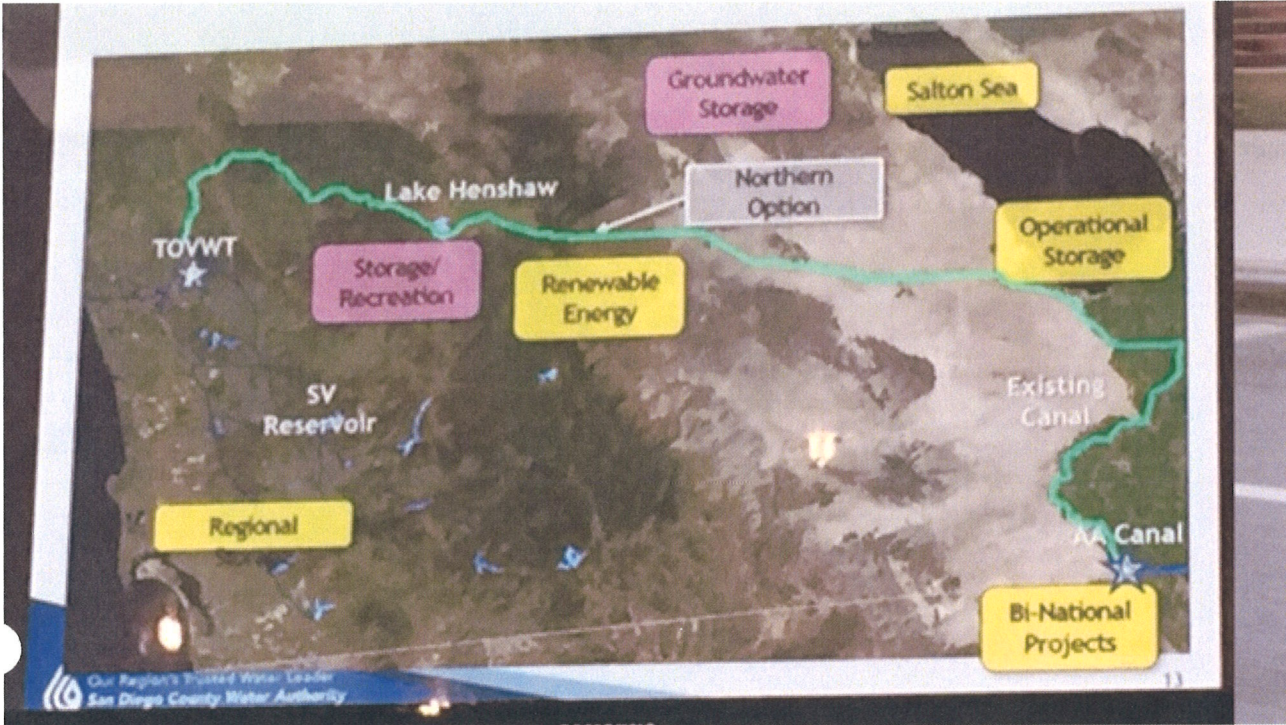 Groundwater
Storage
Salton Sea
Lake Henshaw
Northern
Option
TOVWT
Storage/
Recreation
Renewable
Energy
Operational
Storage
SV
Reservoir
Existing
Canal
Regional
AA Canal
Bi-National
Projects
Our Region's Trusted Water Leader
San Diego County Water Authority
13